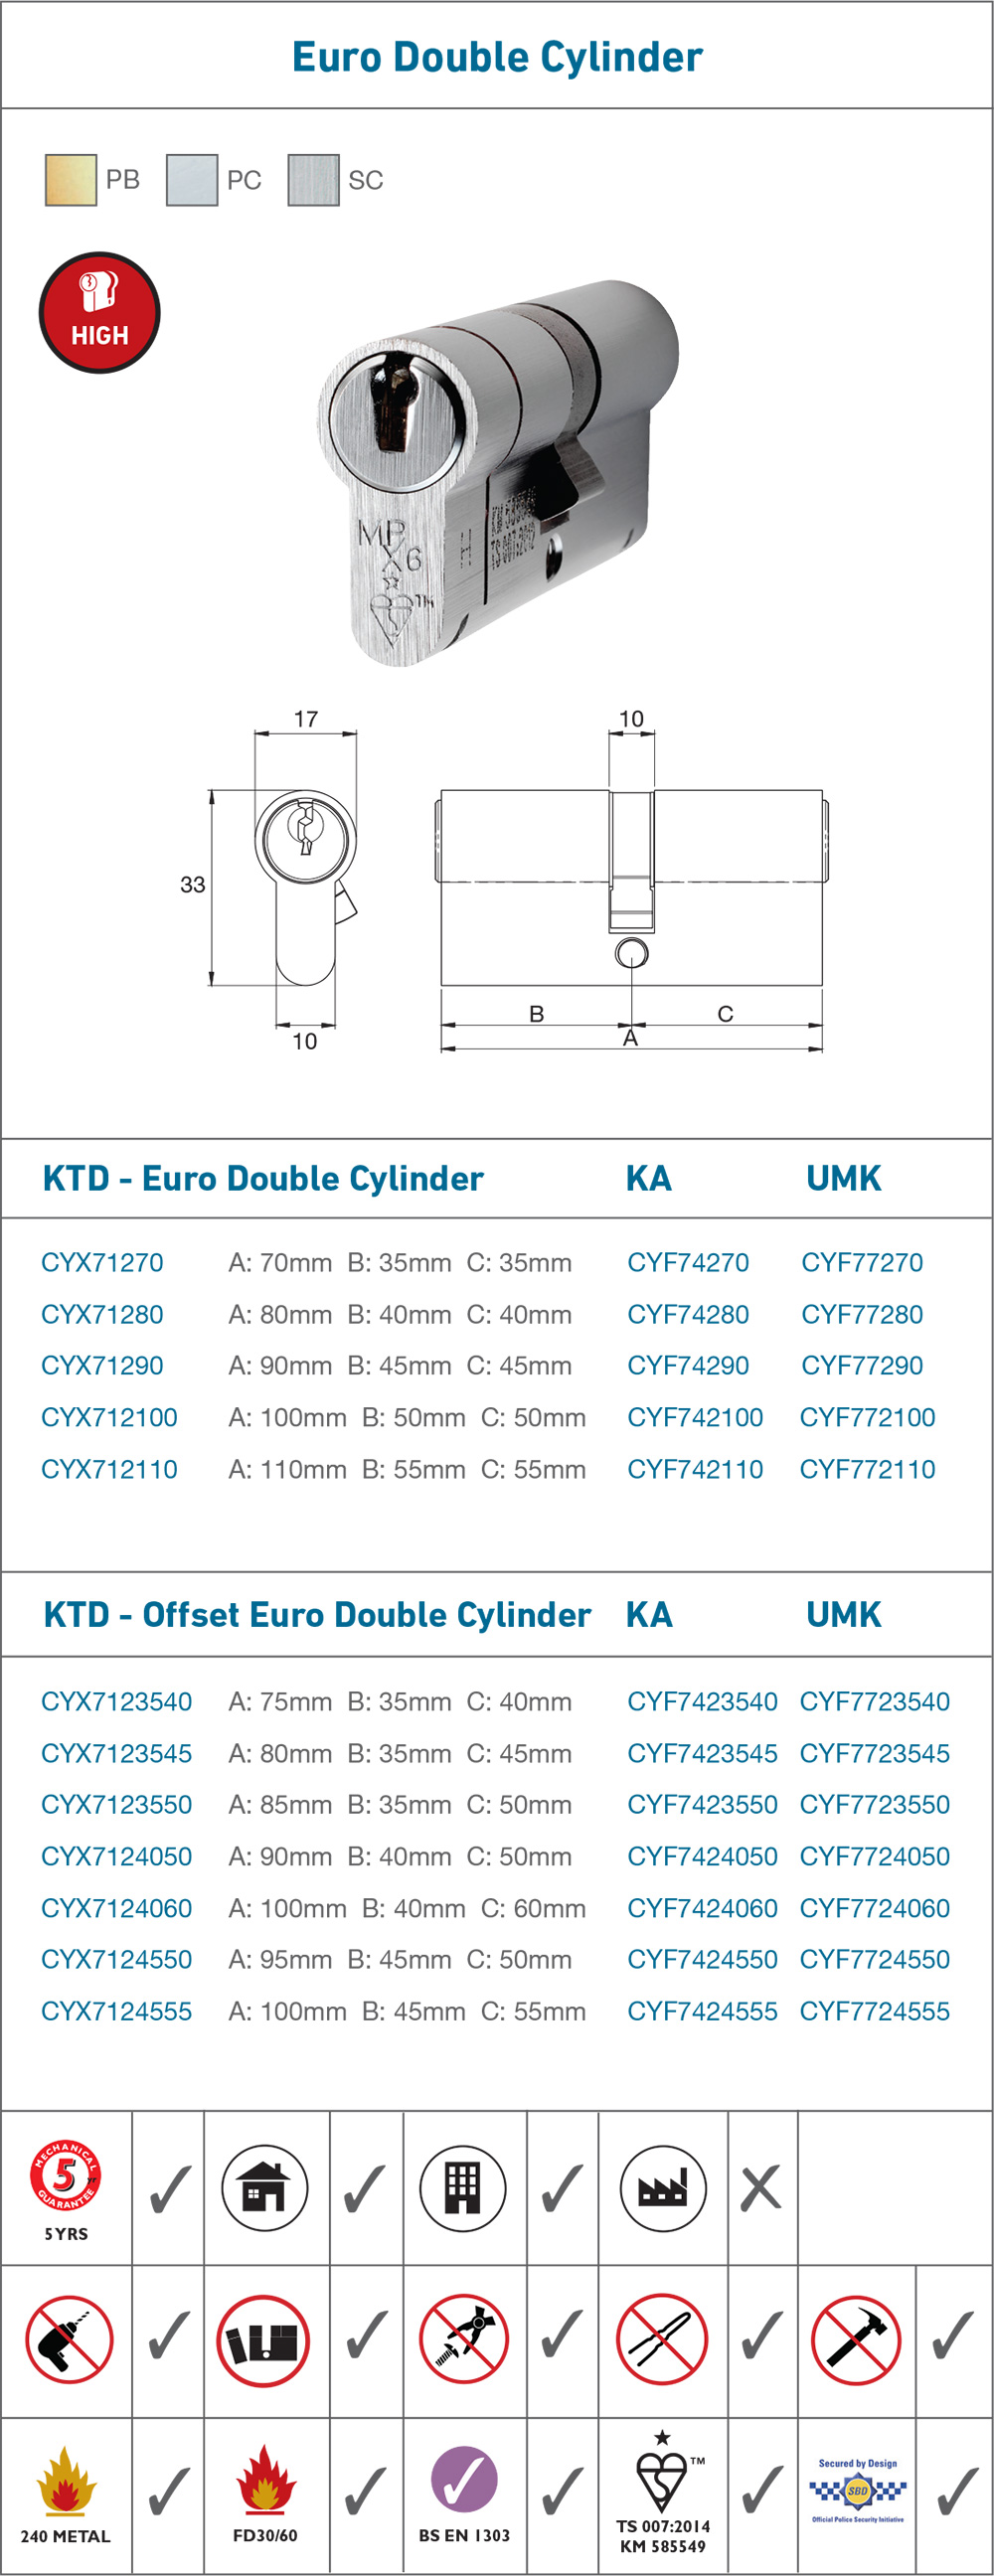 Euro Double Cylinder
PB PC SC
HIGH
MP
X6
TM
17 10
33
B C
A
10
KTD - Euro Double Cylinder KA UMK
CYX71270 A: 70mm B: 35mm C: 35mm CYF74270 CYF77270
CYX71280 A: 80mm B: 40mm C: 40mm CYF74280 CYF77280
CYX71290 A: 90mm B: 45mm C: 45mm CYF74290 CYF77290
CYX712100 A: 100mm B: 50mm C: 50mm CYF742100 CYF772100
CYX712110 A: 110mm B: 55mm C: 55mm CYF742110 CYF772110
KTD - Offset Euro Double Cylinder KA UMK
CYX7123540 A: 75mm B: 35mm C: 40mm CYF7423540 CYF7723540
CYX7123545 A: 80mm B: 35mm C: 45mm CYF7423545 CYF7723545
CYX7123550 A: 85mm B: 35mm C: 50mm CYF7423550 CYF7723550
CYX7124050 A: 90mm B: 40mm C: 50mm CYF7424050 CYF7724050
CYX7124060 A: 100mm B: 40mm C: 60mm CYF7424060 CYF7724060
CYX7124550 A: 95mm B: 45mm C: 50mm CYF7424550 CYF7724550
CYX7124555 A: 100mm B: 45mm C: 55mm CYF7424555 CYF7724555
MECHANICAL
5 yr
GUARANTEE
5 YRS
TM
Secured by Design
SBD
Official Police Security Initiative
240 METAL FD30/60 BS EN 1303 TS 007:2014
KM 585549